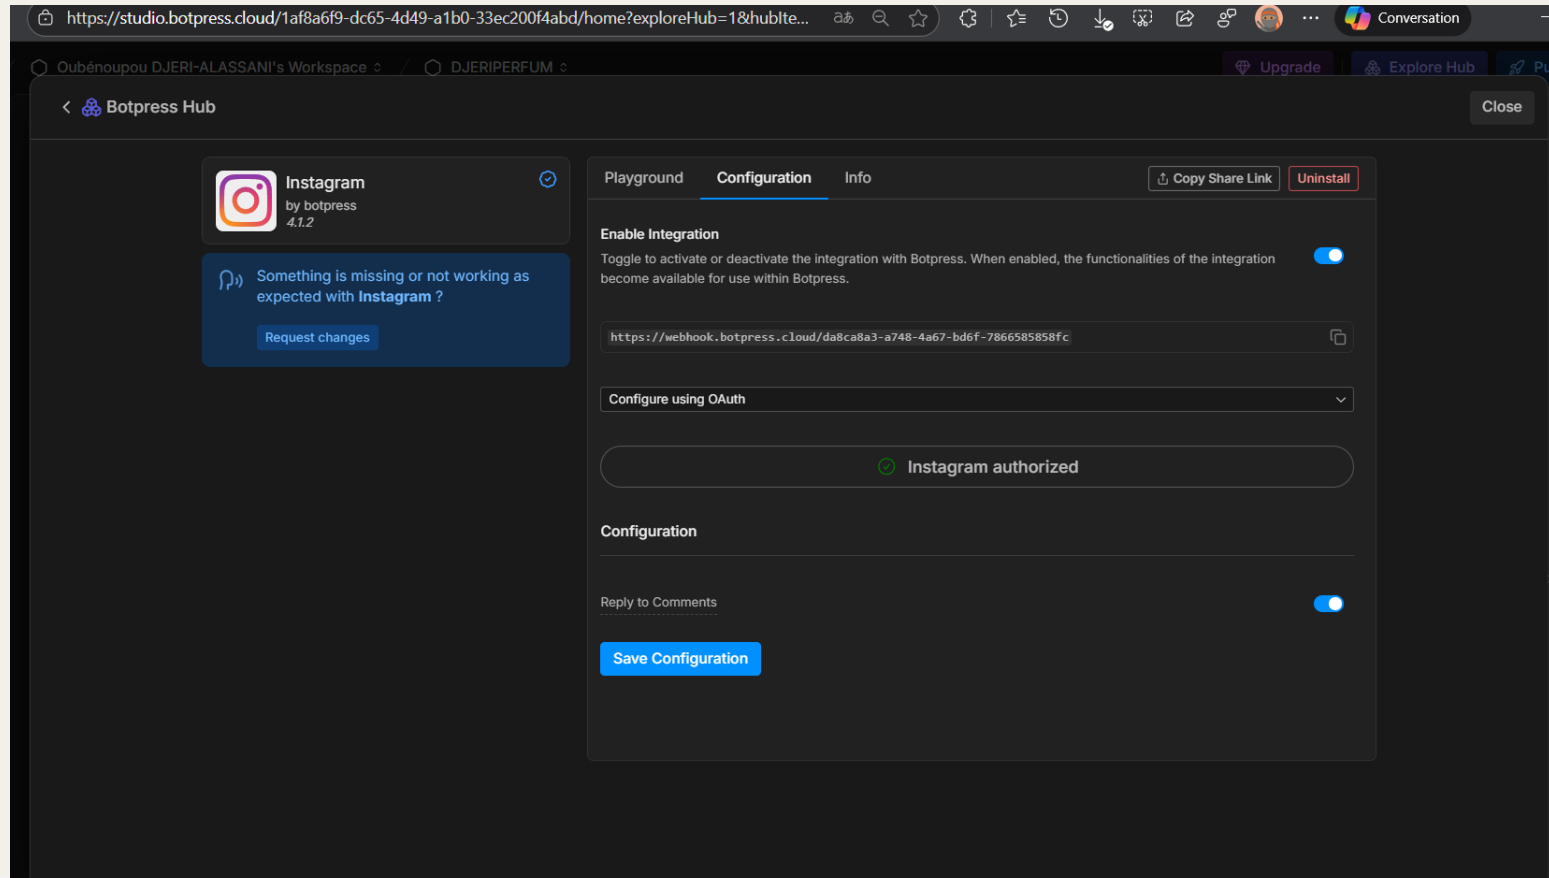 https://studio.botpress.cloud/1af8a6f9-dc65-4d49-a1b0-33ec200f4abd/home?exploreHub=1&hubIte...
aあ
Conversation
Oubénoupou DJERI-ALASSANI's Workspace / DJERIPERFUM
Upgrade
Explore Hub
Botpress Hub
Close
Instagram
by botpress
4.1.2
Something is missing or not working as
expected with Instagram ?
Request changes
Playground
Configuration
Info
Copy Share Link
Uninstall
Enable Integration
Toggle to activate or deactivate the integration with Botpress. When enabled, the functionalities of the integration
become available for use within Botpress.
https://webhook.botpress.cloud/da8ca8a3-a748-4a67-bd6f-7866585858fc
Configure using OAuth
Instagram authorized
Configuration
Reply to Comments
Save Configuration